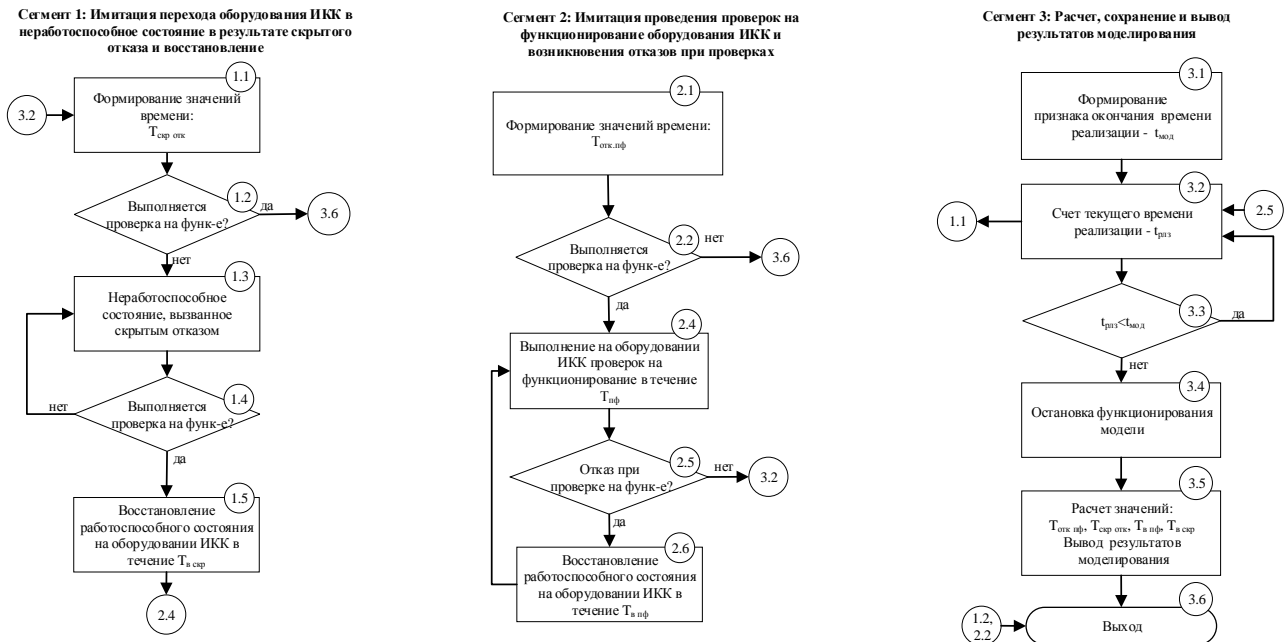 Сегмент 1: Имитация перехода оборудования ИКК в
неработоспособное состояние в результате скрытого
отказа и восстановление
1.1
3.2
Формирование значений
времени:
Тскр отк
1.2
Выполняется
проверка на функ-е?
да
3.6
нет
1.3
Неработоспособное
состояние, вызванное
скрытым отказом
1.4
нет
Выполняется
проверка на функ-е?
да
1.5
Восстановление
работоспособного состояния
на оборудовании ИКК в
течение Тв скр
2.4
Сегмент 2: Имитация проведения проверок на
функционирование оборудования ИКК и
возникновения отказов при проверках
2.1
Формирование значений времени:
Тотк.пф
2.2
нет
Выполняется
проверка на функ-е?
3.6
да
2.4
Выполнение на оборудовании
ИКК проверок на
функционирование в течение
Тпф
2.5
нет
Отказ при
проверке на функ-е?
3.2
да
2.6
Восстановление
работоспособного состояния
на оборудовании ИКК в
течение Тв пф
Сегмент 3: Расчет, сохранение и вывод
результатов моделирования
3.1
Формирование
признака окончания времени
реализации - tмод
3.2
1.1
Счет текущего времени
реализации - tрлз
2.5
3.3
tрлз<tмод
да
нет
3.4
Остановка функционирования
модели
3.5
Расчет значений:
Тотк пф, Тскр отк, Тв пф, Тв скр
Вывод результатов
моделирования
3.6
1.2,
2.2
Выход